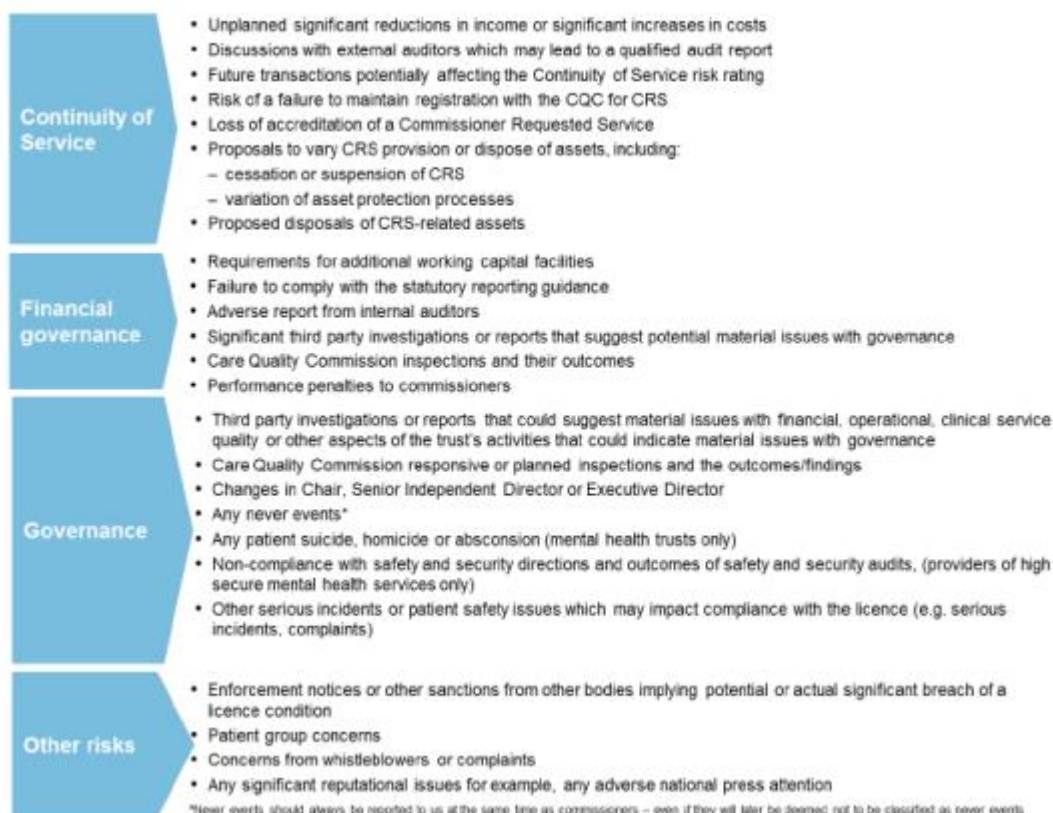 Continuity of
Service
• Unplanned significant reductions in income or significant increases in costs
• Discussions with external auditors which may lead to a qualified audit report
• Future transactions potentially affecting the Continuity of Service risk rating
• Risk of a failure to maintain registration with the CQC for CRS
• Loss of accreditation of a Commissioner Requested Service
• Proposals to vary CRS provision or dispose of assets, including:
– cessation or suspension of CRS
– variation of asset protection processes
• Proposed disposals of CRS-related assets
Financial
governance
• Requirements for additional working capital facilities
• Failure to comply with the statutory reporting guidance
• Adverse report from internal auditors
• Significant third party investigations or reports that suggest potential material issues with governance
• Care Quality Commission inspections and their outcomes
• Performance penalties to commissioners
Governance
• Third party investigations or reports that could suggest material issues with financial, operational, clinical service
quality or other aspects of the trust's activities that could indicate material issues with governance
• Care Quality Commission responsive or planned inspections and the outcomes/findings
• Changes in Chair, Senior Independent Director or Executive Director
• Any never events*
• Any patient suicide, homicide or absconsion (mental health trusts only)
• Non-compliance with safety and security directions and outcomes of safety and security audits, (providers of high
secure mental health services only)
• Other serious incidents or patient safety issues which may impact compliance with the licence (e.g. serious
incidents, complaints)
Other risks
• Enforcement notices or other sanctions from other bodies implying potential or actual significant breach of a
licence condition
• Patient group concerns
• Concerns from whistleblowers or complaints
• Any significant reputational issues for example, any adverse national press attention
*Never events should always be reported to us at the same time as commissioners – even if they will later be deemed not to be classified as never events